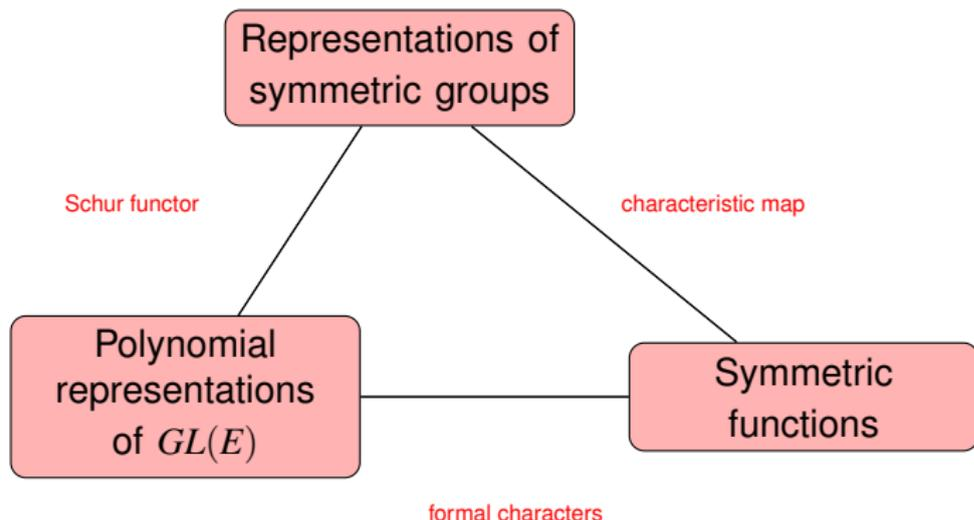 Representations of
symmetric groups
Schur functor
characteristic map
Polynomial
representations
of GL(E)
Symmetric
functions
formal characters